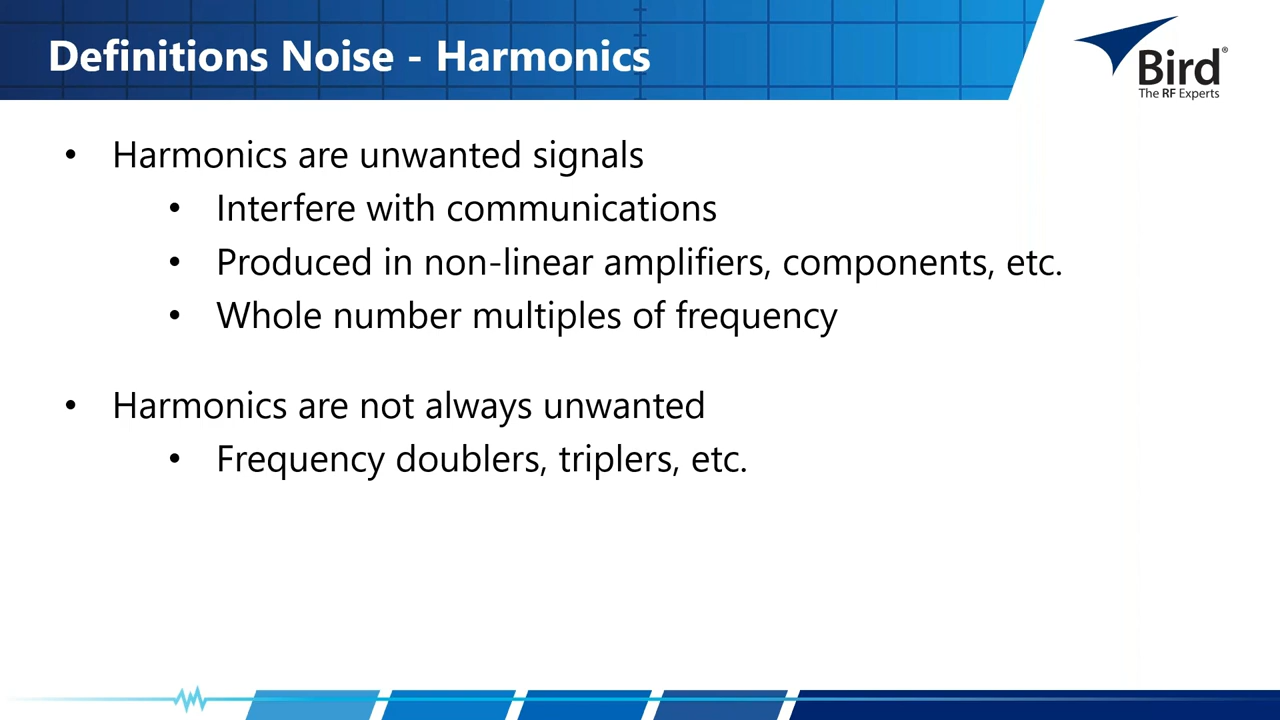 Definitions Noise - Harmonics
Bird®
The RF Experts
• Harmonics are unwanted signals
• Interfere with communications
• Produced in non-linear amplifiers, components, etc.
• Whole number multiples of frequency
• Harmonics are not always unwanted
• Frequency doublers, triplers, etc.